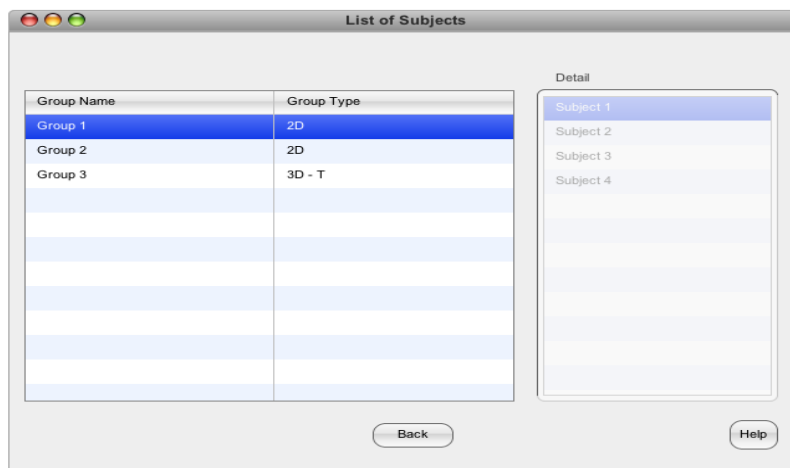 List of Subjects
Detail
Group Name Group Type
Group 1 2D
Group 2 2D
Group 3 3D - T
Subject 1
Subject 2
Subject 3
Subject 4
Back
Help